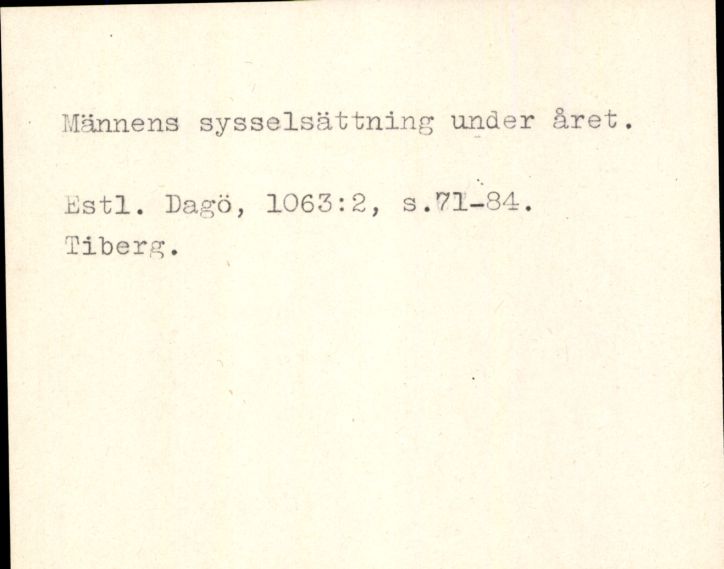 Männens sysselsättning under året.
Estl. Dagö, 1063:2, s.71-84.
Tiberg.